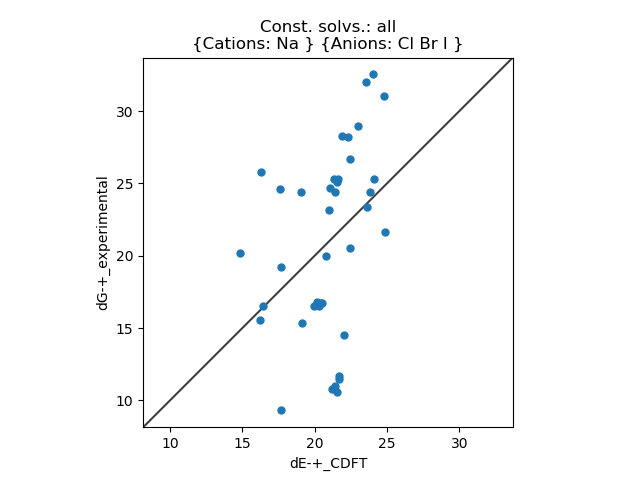 Const. solvs.: all
{Cations: Na } {Anions: Cl Br I }
30
25
20
15
10
dG-+_experimental
10
15
20
25
30
dE-+_CDFT